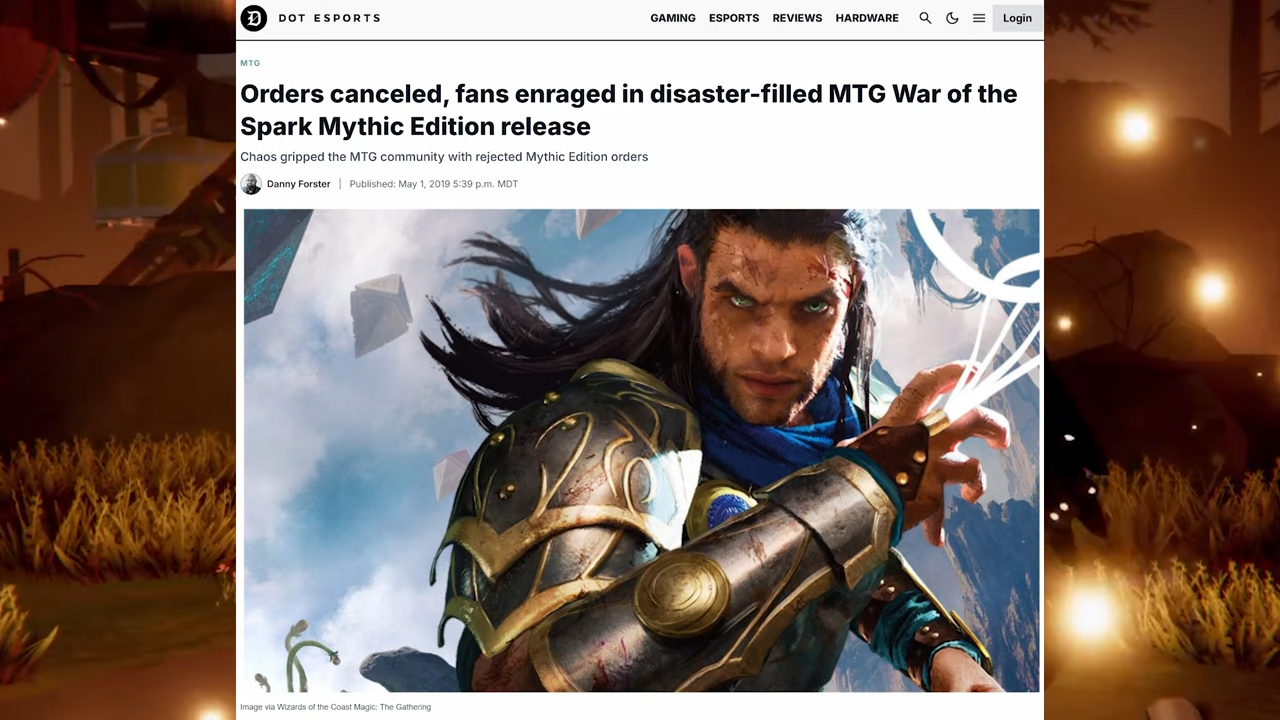 DOT ESPORTS
GAMING ESPORTS REVIEWS HARDWARE Login
MTG
Orders canceled, fans enraged in disaster-filled MTG War of the
Spark Mythic Edition release
Chaos gripped the MTG community with rejected Mythic Edition orders
Danny Forster | Published: May 1, 2019 5:39 p.m. MDT
Image via Wizards of the Coast Magic: The Gathering